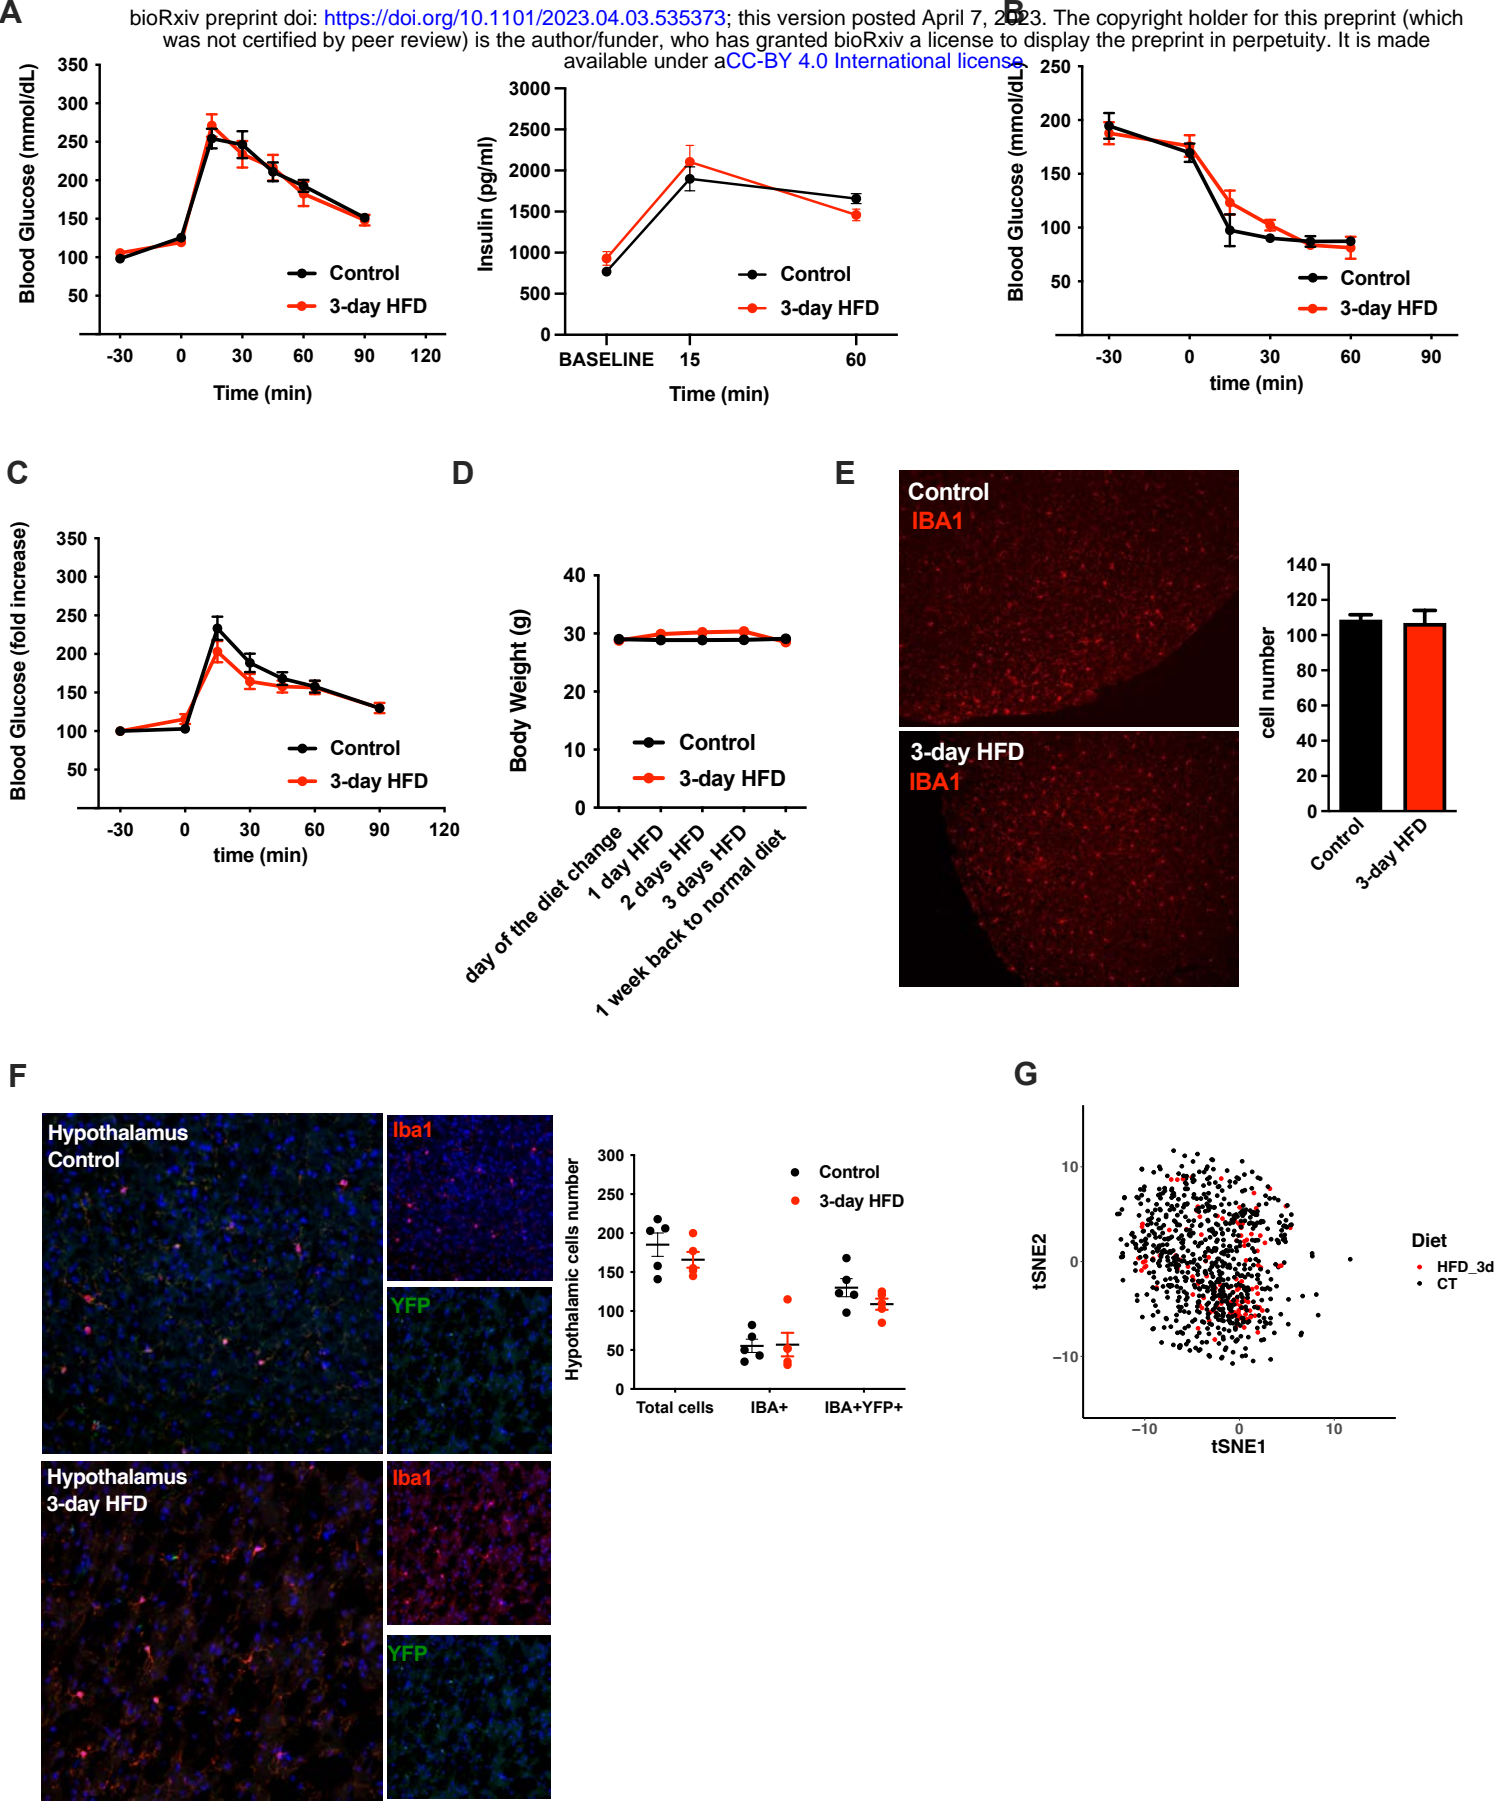 bioRxiv preprint doi: https://doi.org/10.1101/2023.04.03.535373; this version posted April 7, 2023. The copyright holder for this preprint (which
was not certified by peer review) is the author/funder, who has granted bioRxiv a license to display the preprint in perpetuity. It is made
available under aCC-BY 4.0 International license.
A
Blood Glucose (mmol/dL)
350
300
250
200
150
100
50
Control
3-day HFD
-30 0 30 60 90 120
Time (min)
Insulin (pg/ml)
3000
2500
2000
1500
1000
500
0
Control
3-day HFD
BASELINE 15 60
Time (min)
B
Blood Glucose (mmol/dL)
250
200
150
100
50
Control
3-day HFD
-30 0 30 60 90
time (min)
C
Blood Glucose (fold increase)
350
300
250
200
150
100
50
Control
3-day HFD
-30 0 30 60 90 120
time (min)
D
Body Weight (g)
40
30
20
10
0
Control
3-day HFD
day of the diet change
1 day HFD
2 days HFD
3 days HFD
1 week back to normal diet
E
Control
IBA1
3-day HFD
IBA1
cell number
140
120
100
80
60
40
20
0
Control
3-day HFD
F
Hypothalamus
Control
Iba1
YFP
Hypothalamus
3-day HFD
Iba1
YFP
Hypothalamic cells number
300
250
200
150
100
50
0
Control
3-day HFD
Total cells IBA+ IBA+YFP+
G
tSNE2
10
0
−10
−10 0 10
tSNE1
Diet
HFD_3d
CT